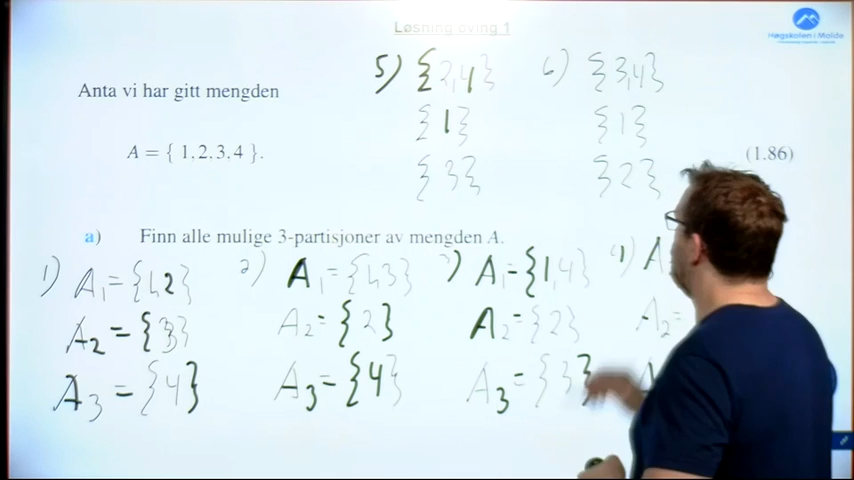 Løsning øving 1
Høgskolen i Molde
5) {2,4}
{1}
{3}
6) {3,4}
{1}
{2}
Anta vi har gitt mengden
A = { 1,2,3,4 }.
(1.86)
a) Finn alle mulige 3-partisjoner av mengden A.
1) A₁={1,2}
A₂={3}
A₃={4}
2) A₁={1,3}
A₂={2}
A₃={4}
3) A₁={1,4}
A₂={2}
A₃={3}
4) A
A₂=